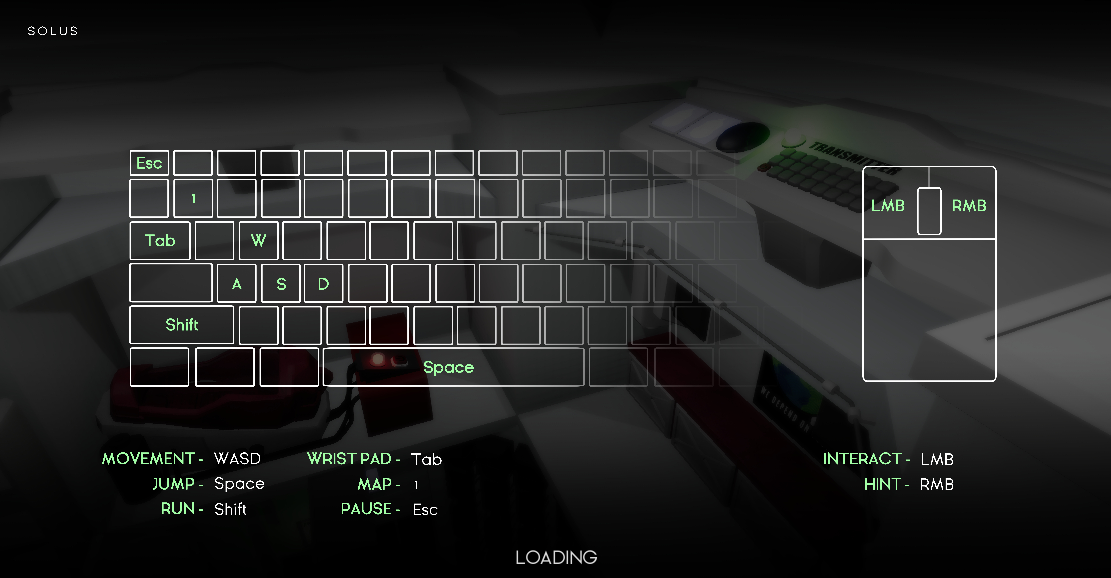 SOLUS
Esc
1
Tab W
A S D
Shift
Space
TRANSMITTER
LMB RMB
MOVEMENT - WASD
JUMP - Space
RUN - Shift
WRIST PAD - Tab
MAP - 1
PAUSE - Esc
INTERACT - LMB
HINT - RMB
LOADING